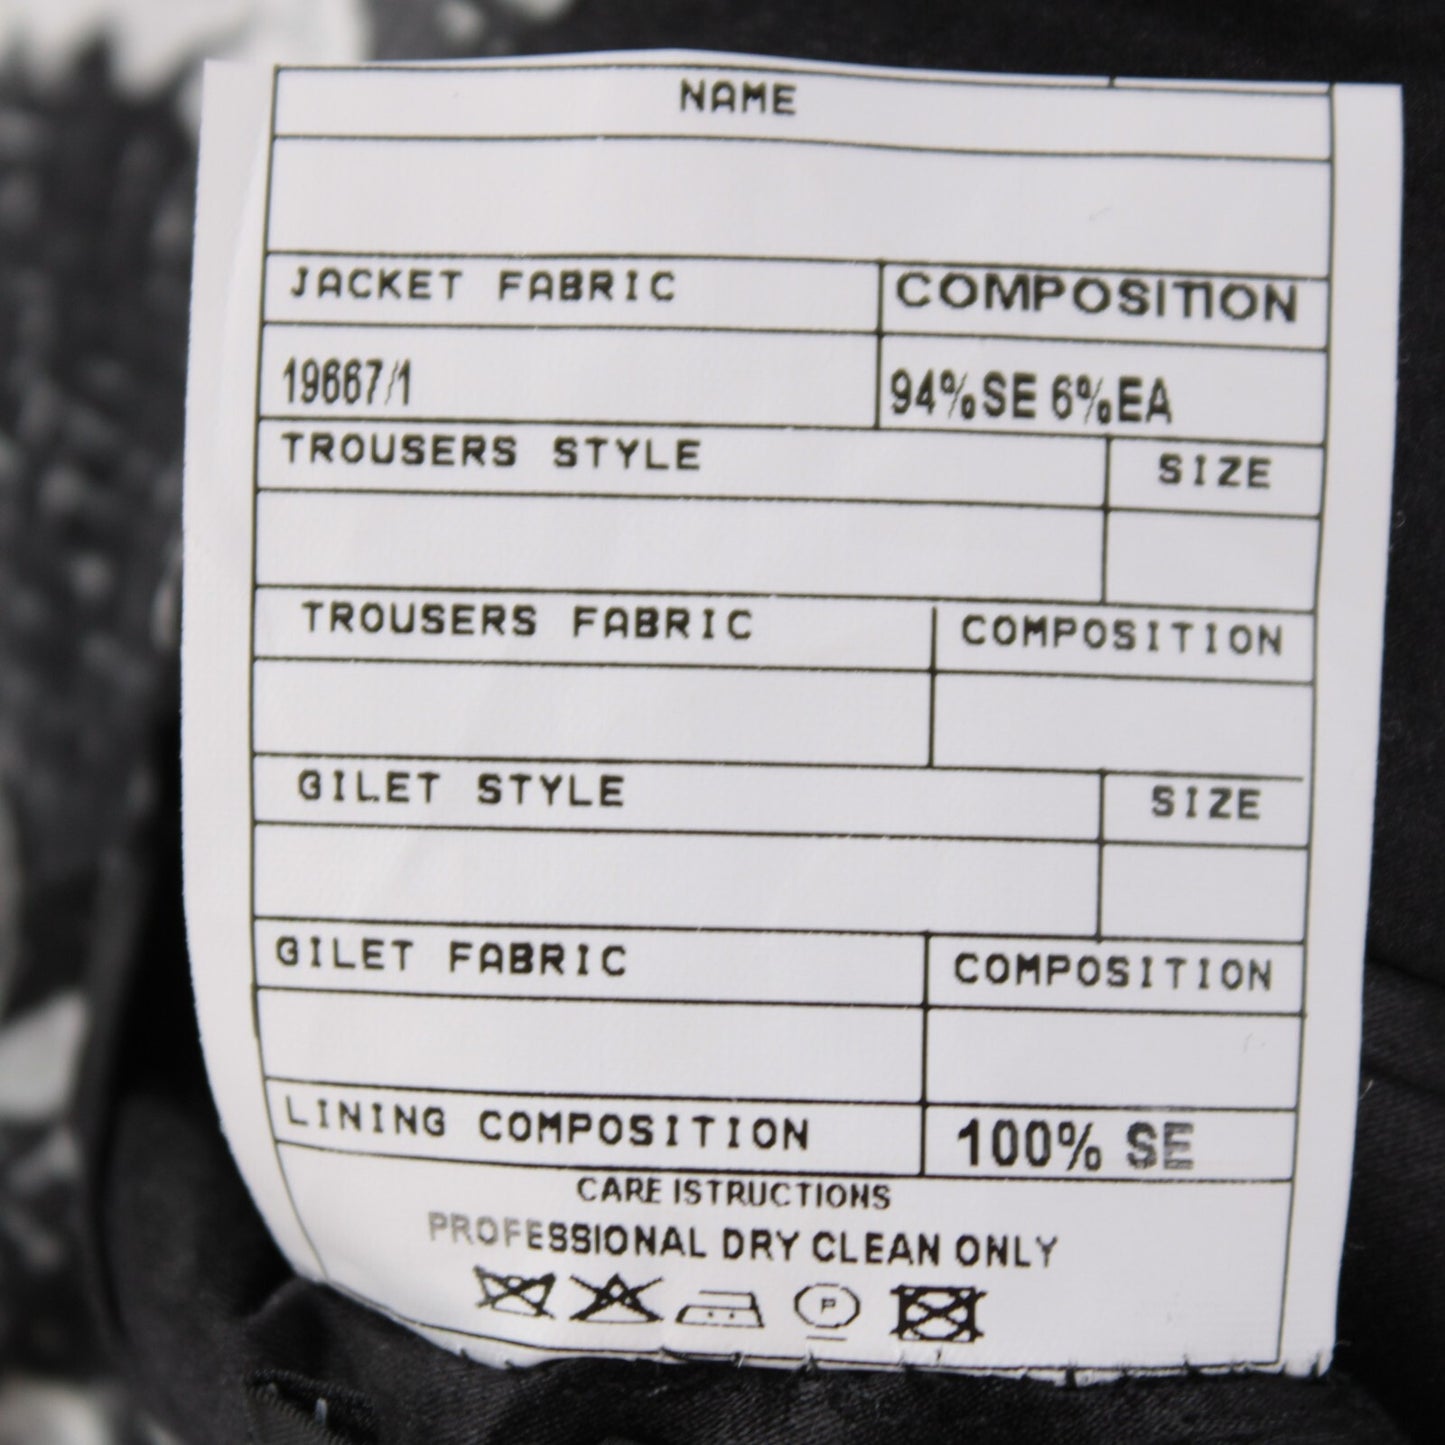 NAME
JACKET FABRIC COMPOSITION
19667/1 94% SE 6% EA
TROUSERS STYLE SIZE
TROUSERS FABRIC COMPOSITION
GILET STYLE SIZE
GILET FABRIC COMPOSITION
LINING COMPOSITION 100% SE
CARE ISTRUCTIONS
PROFESSIONAL DRY CLEAN ONLY
P